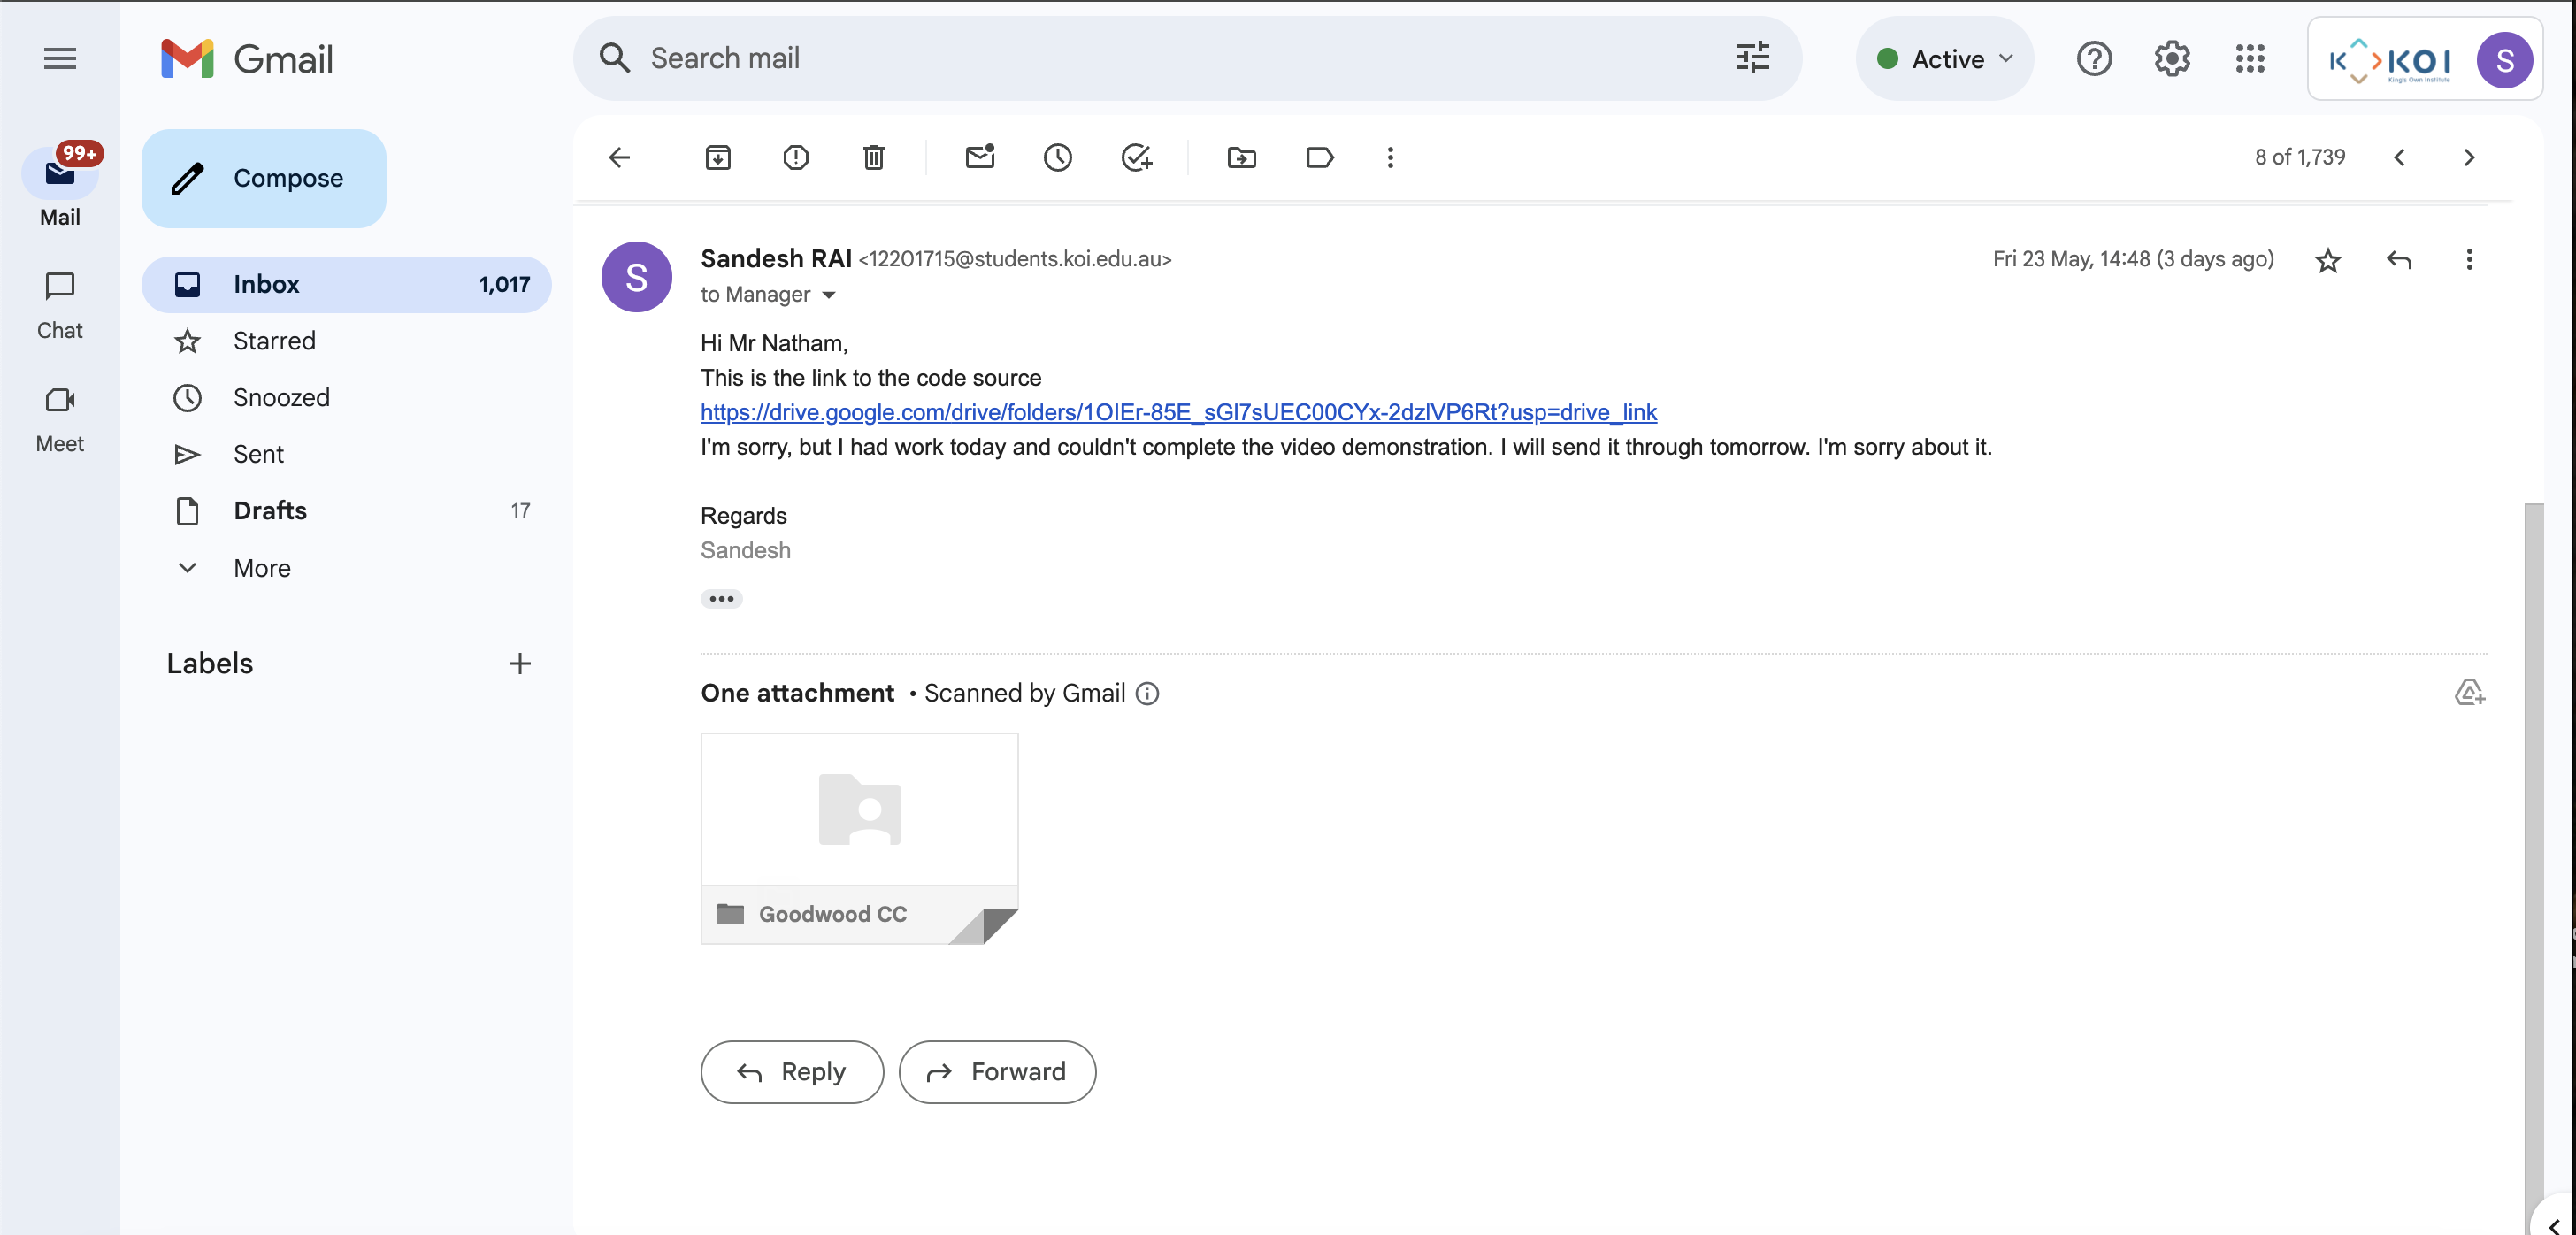 Gmail
Search mail
Active
KOI
King's Own Institute
S
99+
Mail
Chat
Meet
Compose
Inbox 1,017
Starred
Snoozed
Sent
Drafts 17
More
Labels
8 of 1,739
S
Sandesh RAI <12201715@students.koi.edu.au>
Fri 23 May, 14:48 (3 days ago)
to Manager
Hi Mr Natham,
This is the link to the code source
https://drive.google.com/drive/folders/1OIEr-85E_sGl7sUEC00CYx-2dzlVP6Rt?usp=drive_link
I'm sorry, but I had work today and couldn't complete the video demonstration. I will send it through tomorrow. I'm sorry about it.
Regards
Sandesh
One attachment • Scanned by Gmail
Goodwood CC
Reply
Forward